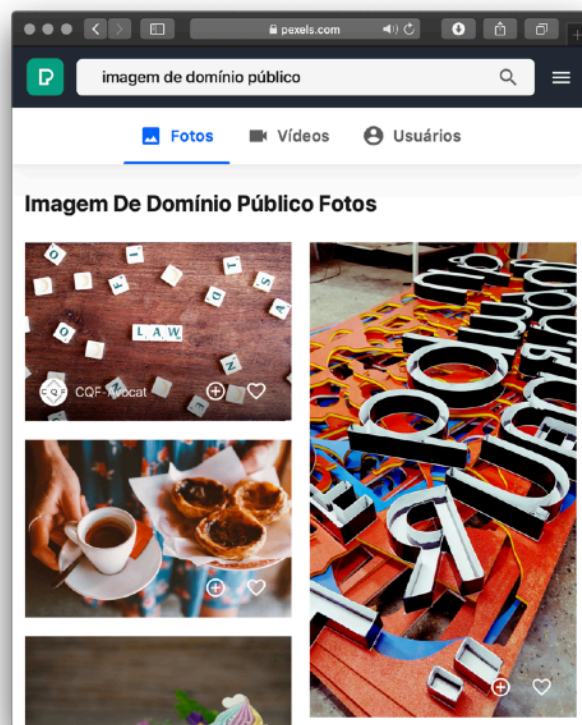 pexels.com
imagem de domínio público
Fotos
Vídeos
Usuários
Imagem De Domínio Público Fotos
LAW
CQF-Avocat